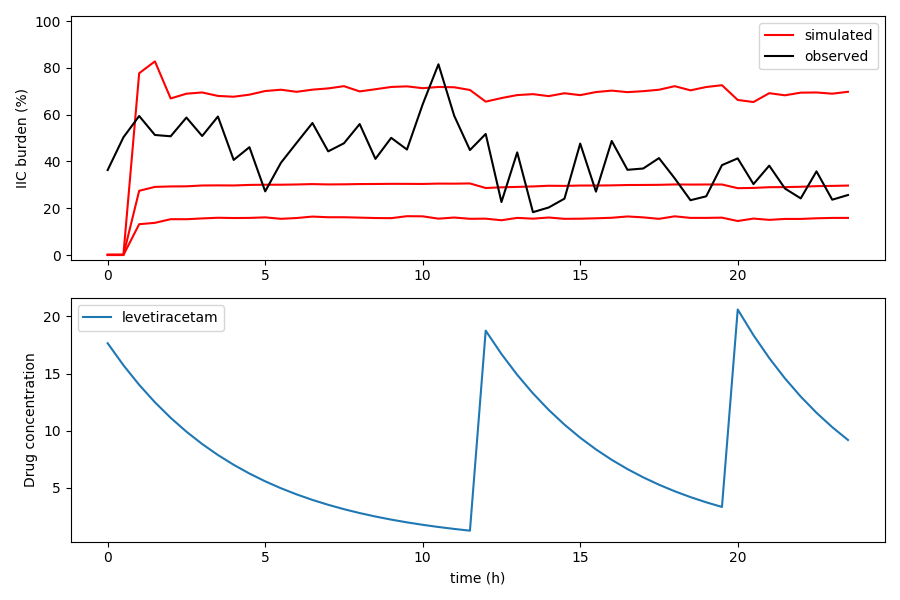 100
80
60
40
20
0
IIC burden (%)
simulated
observed
0 5 10 15 20
20
15
10
5
Drug concentration
levetiracetam
0 5 10 15 20
time (h)